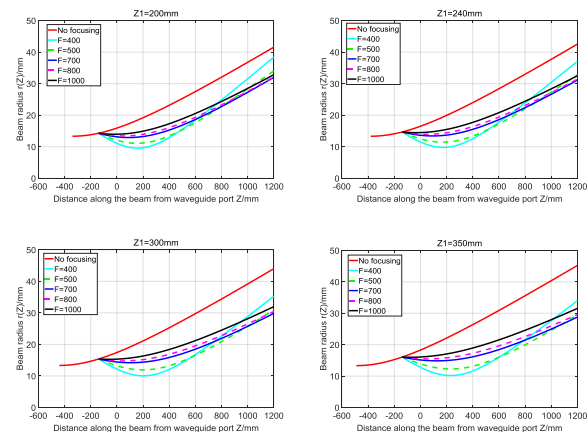 Z1=200mm
50
40
30
20
10
0
Beam radius r(Z)/mm
No focusing
F=400
F=500
F=700
F=800
F=1000
-600 -400 -200 0 200 400 600 800 1000 1200
Distance along the beam from waveguide port Z/mm
Z1=240mm
50
40
30
20
10
0
Beam radius r(Z)/mm
No focusing
F=400
F=500
F=700
F=800
F=1000
-600 -400 -200 0 200 400 600 800 1000 1200
Distance along the beam from waveguide port Z/mm
Z1=300mm
50
40
30
20
10
0
Beam radius r(Z)/mm
No focusing
F=400
F=500
F=700
F=800
F=1000
-600 -400 -200 0 200 400 600 800 1000 1200
Distance along the beam from waveguide port Z/mm
Z1=350mm
50
40
30
20
10
0
Beam radius r(Z)/mm
No focusing
F=400
F=500
F=700
F=800
F=1000
-600 -400 -200 0 200 400 600 800 1000 1200
Distance along the beam from waveguide port Z/mm